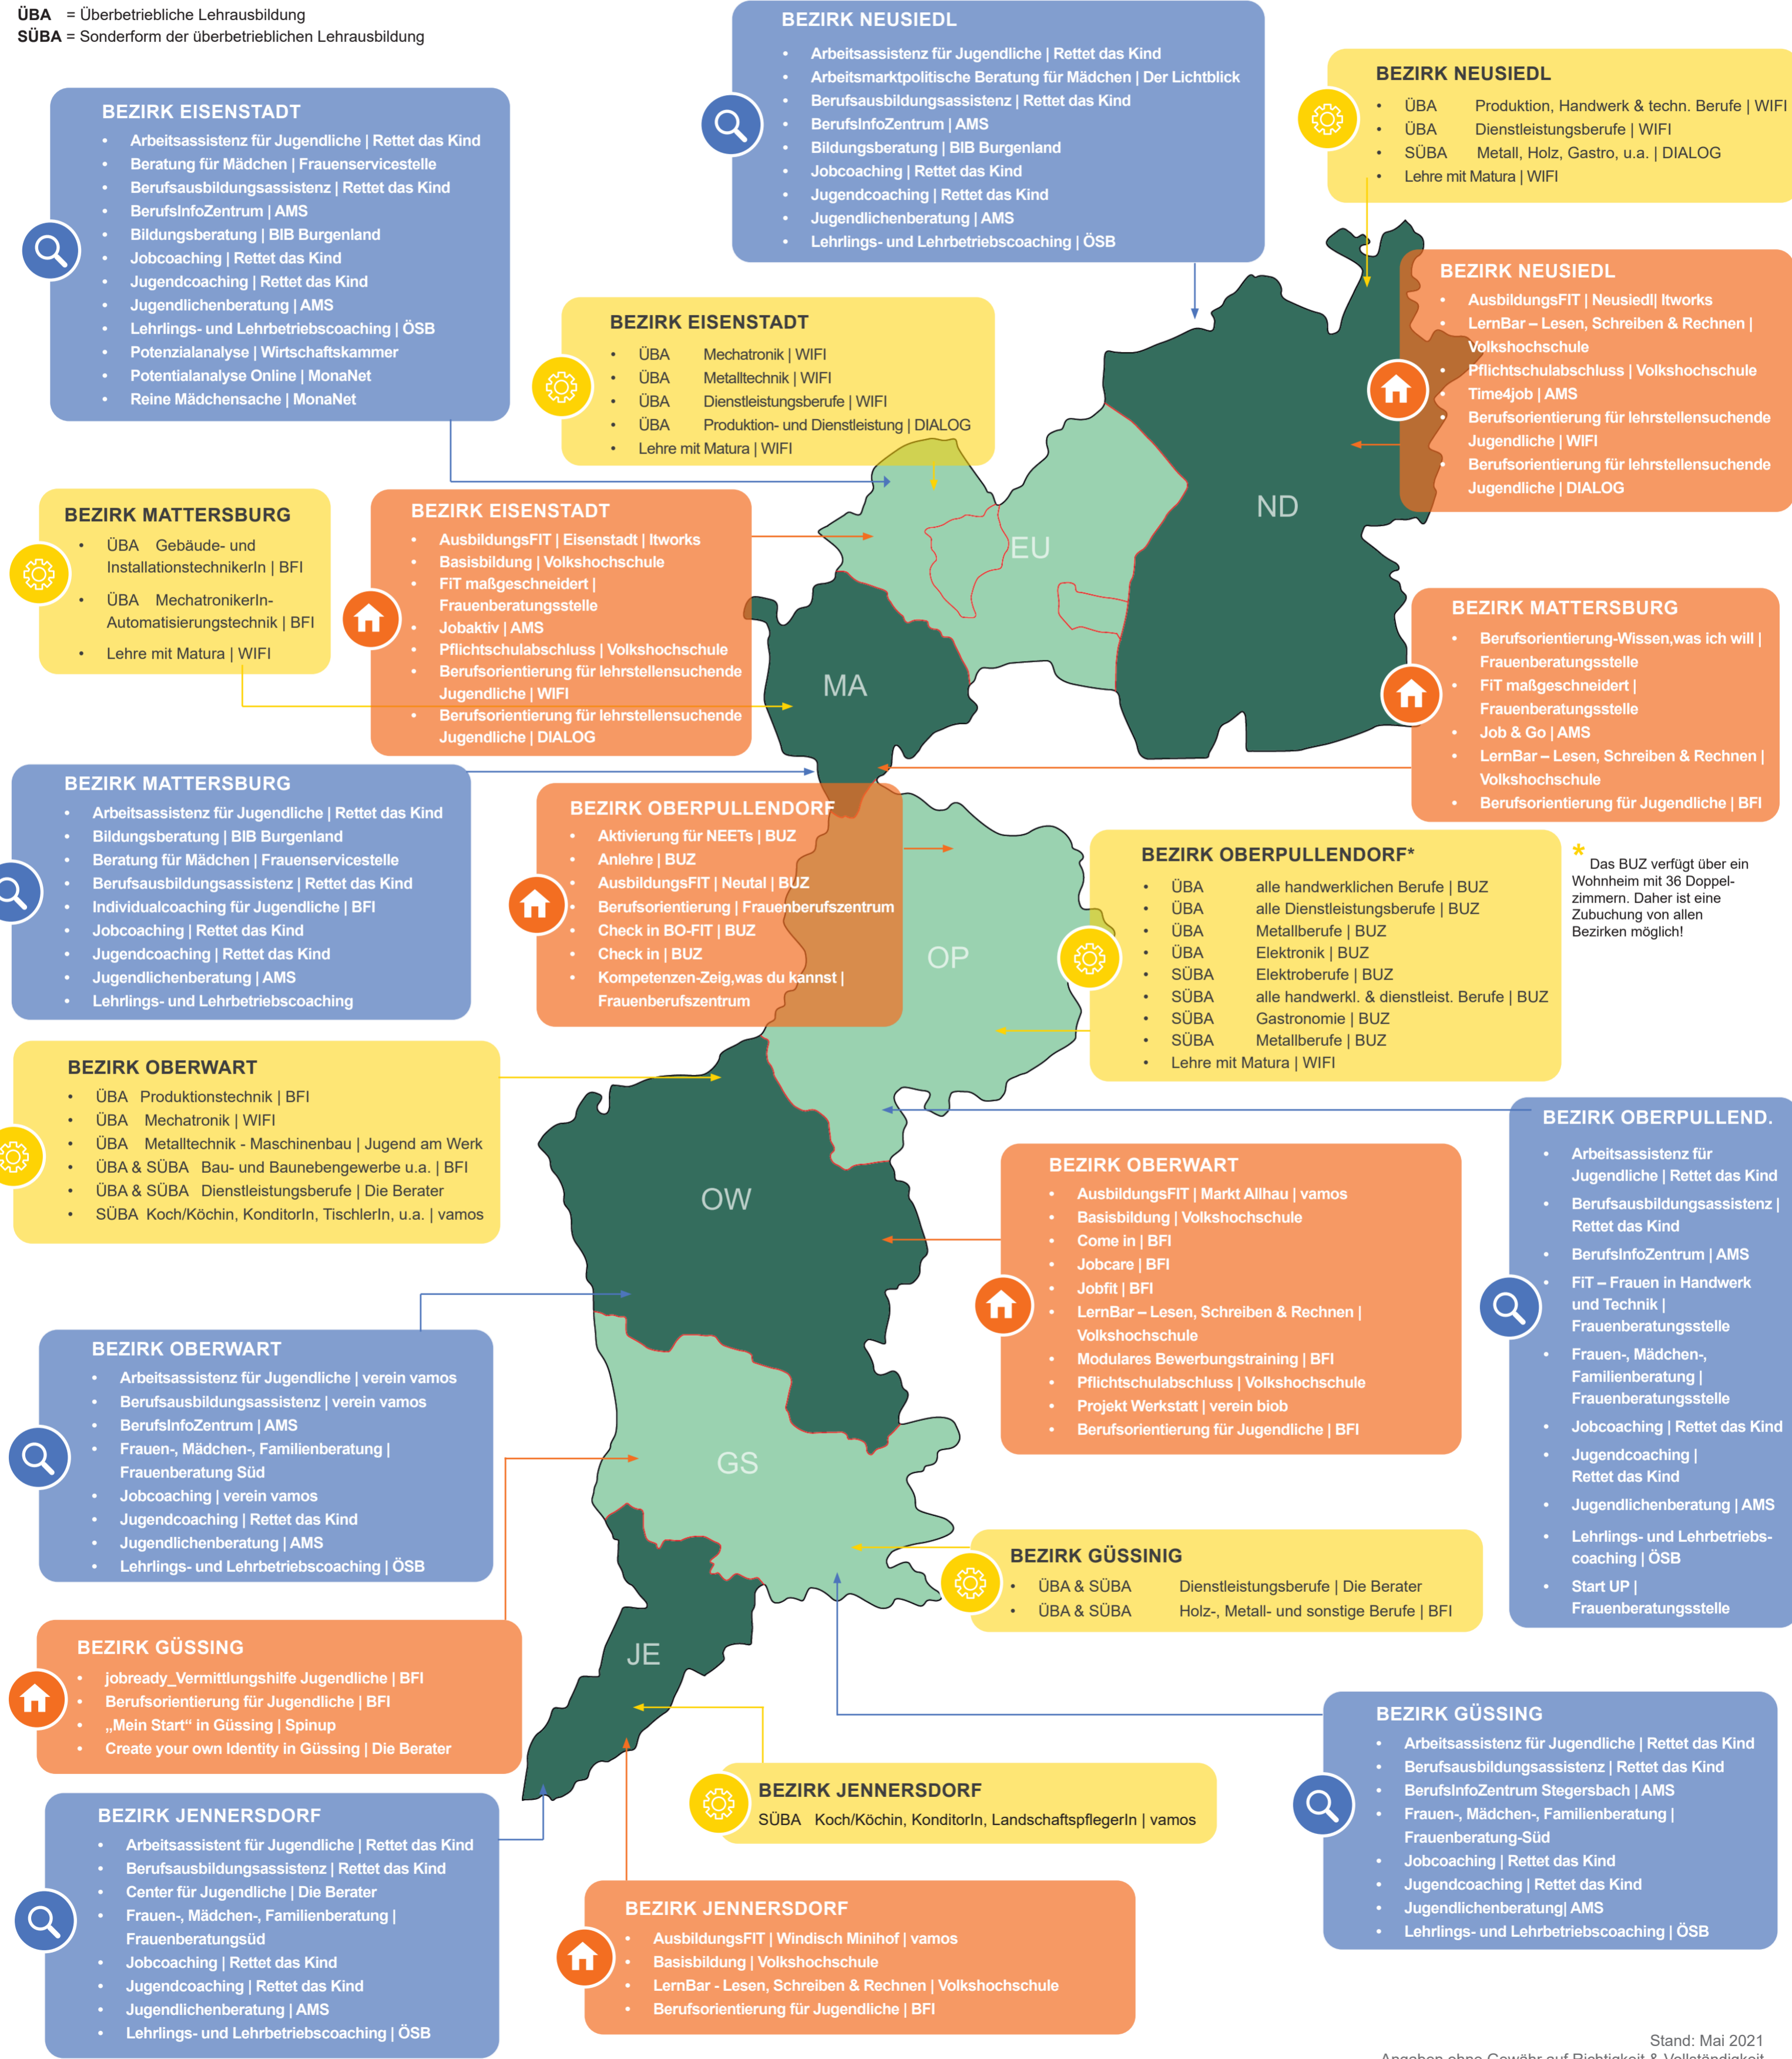 ÜBA = Überbetriebliche Lehrausbildung
SÜBA = Sonderform der überbetrieblichen Lehrausbildung
BEZIRK NEUSIEDL
• Arbeitsassistenz für Jugendliche | Rettet das Kind
• Arbeitsmarktpolitische Beratung für Mädchen | Der Lichtblick
• Berufsausbildungsassistenz | Rettet das Kind
• BerufsInfoZentrum | AMS
• Bildungsberatung | BIB Burgenland
• Jobcoaching | Rettet das Kind
• Jugendcoaching | Rettet das Kind
• Jugendlichenberatung | AMS
• Lehrlings- und Lehrbetriebscoaching | ÖSB
BEZIRK NEUSIEDL
• ÜBA Produktion, Handwerk & techn. Berufe | WIFI
• ÜBA Dienstleistungsberufe | WIFI
• SÜBA Metall, Holz, Gastro, u.a. | DIALOG
• Lehre mit Matura | WIFI
BEZIRK EISENSTADT
• Arbeitsassistenz für Jugendliche | Rettet das Kind
• Beratung für Mädchen | Frauenservicestelle
• Berufsausbildungsassistenz | Rettet das Kind
• BerufsInfoZentrum | AMS
• Bildungsberatung | BIB Burgenland
• Jobcoaching | Rettet das Kind
• Jugendcoaching | Rettet das Kind
• Jugendlichenberatung | AMS
• Lehrlings- und Lehrbetriebscoaching | ÖSB
• Potenzialanalyse | Wirtschaftskammer
• Potentialanalyse Online | MonaNet
• Reine Mädchensache | MonaNet
BEZIRK EISENSTADT
• ÜBA Mechatronik | WIFI
• ÜBA Metalltechnik | WIFI
• ÜBA Dienstleistungsberufe | WIFI
• ÜBA Produktion- und Dienstleistung | DIALOG
• Lehre mit Matura | WIFI
BEZIRK NEUSIEDL
• AusbildungsFIT | Neusiedl| Itworks
• LernBar – Lesen, Schreiben & Rechnen |
Volkshochschule
• Pflichtschulabschluss | Volkshochschule
• Time4job | AMS
• Berufsorientierung für lehrstellensuchende
Jugendliche | WIFI
• Berufsorientierung für lehrstellensuchende
Jugendliche | DIALOG
BEZIRK MATTERSBURG
• ÜBA Gebäude- und
InstallationstechnikerIn | BFI
• ÜBA MechatronikerIn-
Automatisierungstechnik | BFI
• Lehre mit Matura | WIFI
BEZIRK EISENSTADT
• AusbildungsFIT | Eisenstadt | Itworks
• Basisbildung | Volkshochschule
• FiT maßgeschneidert |
Frauenberatungsstelle
• Jobaktiv | AMS
• Pflichtschulabschluss | Volkshochschule
• Berufsorientierung für lehrstellensuchende
Jugendliche | WIFI
• Berufsorientierung für lehrstellensuchende
Jugendliche | DIALOG
ND
EU
MA
BEZIRK MATTERSBURG
• Berufsorientierung-Wissen,was ich will |
Frauenberatungsstelle
• FiT maßgeschneidert |
Frauenberatungsstelle
• Job & Go | AMS
• LernBar – Lesen, Schreiben & Rechnen |
Volkshochschule
• Berufsorientierung für Jugendliche | BFI
BEZIRK MATTERSBURG
• Arbeitsassistenz für Jugendliche | Rettet das Kind
• Bildungsberatung | BIB Burgenland
• Beratung für Mädchen | Frauenservicestelle
• Berufsausbildungsassistenz | Rettet das Kind
• Individualcoaching für Jugendliche | BFI
• Jobcoaching | Rettet das Kind
• Jugendcoaching | Rettet das Kind
• Jugendlichenberatung | AMS
• Lehrlings- und Lehrbetriebscoaching
BEZIRK OBERPULLENDORF
• Aktivierung für NEETs | BUZ
• Anlehre | BUZ
• AusbildungsFIT | Neutal | BUZ
• Berufsorientierung | Frauenberufszentrum
• Check in BO-FIT | BUZ
• Check in | BUZ
• Kompetenzen-Zeig,was du kannst |
Frauenberufszentrum
OP
BEZIRK OBERPULLENDORF*
• ÜBA alle handwerklichen Berufe | BUZ
• ÜBA alle Dienstleistungsberufe | BUZ
• ÜBA Metallberufe | BUZ
• ÜBA Elektronik | BUZ
• SÜBA Elektroberufe | BUZ
• SÜBA alle handwerkl. & dienstleist. Berufe | BUZ
• SÜBA Gastronomie | BUZ
• SÜBA Metallberufe | BUZ
• Lehre mit Matura | WIFI
* Das BUZ verfügt über ein
Wohnheim mit 36 Doppel-
zimmern. Daher ist eine
Zubuchung von allen
Bezirken möglich!
BEZIRK OBERWART
• ÜBA Produktionstechnik | BFI
• ÜBA Mechatronik | WIFI
• ÜBA Metalltechnik - Maschinenbau | Jugend am Werk
• ÜBA & SÜBA Bau- und Baunebengewerbe u.a. | BFI
• ÜBA & SÜBA Dienstleistungsberufe | Die Berater
• SÜBA Koch/Köchin, KonditorIn, TischlerIn, u.a. | vamos
OW
BEZIRK OBERWART
• AusbildungsFIT | Markt Allhau | vamos
• Basisbildung | Volkshochschule
• Come in | BFI
• Jobcare | BFI
• Jobfit | BFI
• LernBar – Lesen, Schreiben & Rechnen |
Volkshochschule
• Modulares Bewerbungstraining | BFI
• Pflichtschulabschluss | Volkshochschule
• Projekt Werkstatt | verein biob
• Berufsorientierung für Jugendliche | BFI
BEZIRK OBERPULLEND.
• Arbeitsassistenz für
Jugendliche | Rettet das Kind
• Berufsausbildungsassistenz |
Rettet das Kind
• BerufsInfoZentrum | AMS
• FiT – Frauen in Handwerk
und Technik |
Frauenberatungsstelle
• Frauen-, Mädchen-,
Familienberatung |
Frauenberatungsstelle
• Jobcoaching | Rettet das Kind
• Jugendcoaching |
Rettet das Kind
• Jugendlichenberatung | AMS
• Lehrlings- und Lehrbetriebs-
coaching | ÖSB
• Start UP |
Frauenberatungsstelle
BEZIRK OBERWART
• Arbeitsassistenz für Jugendliche | verein vamos
• Berufsausbildungsassistenz | verein vamos
• BerufsInfoZentrum | AMS
• Frauen-, Mädchen-, Familienberatung |
Frauenberatung Süd
• Jobcoaching | verein vamos
• Jugendcoaching | Rettet das Kind
• Jugendlichenberatung | AMS
• Lehrlings- und Lehrbetriebscoaching | ÖSB
GS
BEZIRK GÜSSINIG
• ÜBA & SÜBA Dienstleistungsberufe | Die Berater
• ÜBA & SÜBA Holz-, Metall- und sonstige Berufe | BFI
JE
BEZIRK GÜSSING
• jobready_Vermittlungshilfe Jugendliche | BFI
• Berufsorientierung für Jugendliche | BFI
• „Mein Start“ in Güssing | Spinup
• Create your own Identity in Güssing | Die Berater
BEZIRK GÜSSING
• Arbeitsassistenz für Jugendliche | Rettet das Kind
• Berufsausbildungsassistenz | Rettet das Kind
• BerufsInfoZentrum Stegersbach | AMS
• Frauen-, Mädchen-, Familienberatung |
Frauenberatung-Süd
• Jobcoaching | Rettet das Kind
• Jugendcoaching | Rettet das Kind
• Jugendlichenberatung| AMS
• Lehrlings- und Lehrbetriebscoaching | ÖSB
BEZIRK JENNERSDORF
SÜBA Koch/Köchin, KonditorIn, LandschaftspflegerIn | vamos
BEZIRK JENNERSDORF
• Arbeitsassistent für Jugendliche | Rettet das Kind
• Berufsausbildungsassistenz | Rettet das Kind
• Center für Jugendliche | Die Berater
• Frauen-, Mädchen-, Familienberatung |
Frauenberatungsüd
• Jobcoaching | Rettet das Kind
• Jugendcoaching | Rettet das Kind
• Jugendlichenberatung | AMS
• Lehrlings- und Lehrbetriebscoaching | ÖSB
BEZIRK JENNERSDORF
• AusbildungsFIT | Windisch Minihof | vamos
• Basisbildung | Volkshochschule
• LernBar - Lesen, Schreiben & Rechnen | Volkshochschule
• Berufsorientierung für Jugendliche | BFI
Stand: Mai 2021
Angaben ohne Gewähr auf Richtigkeit & Vollständigkeit